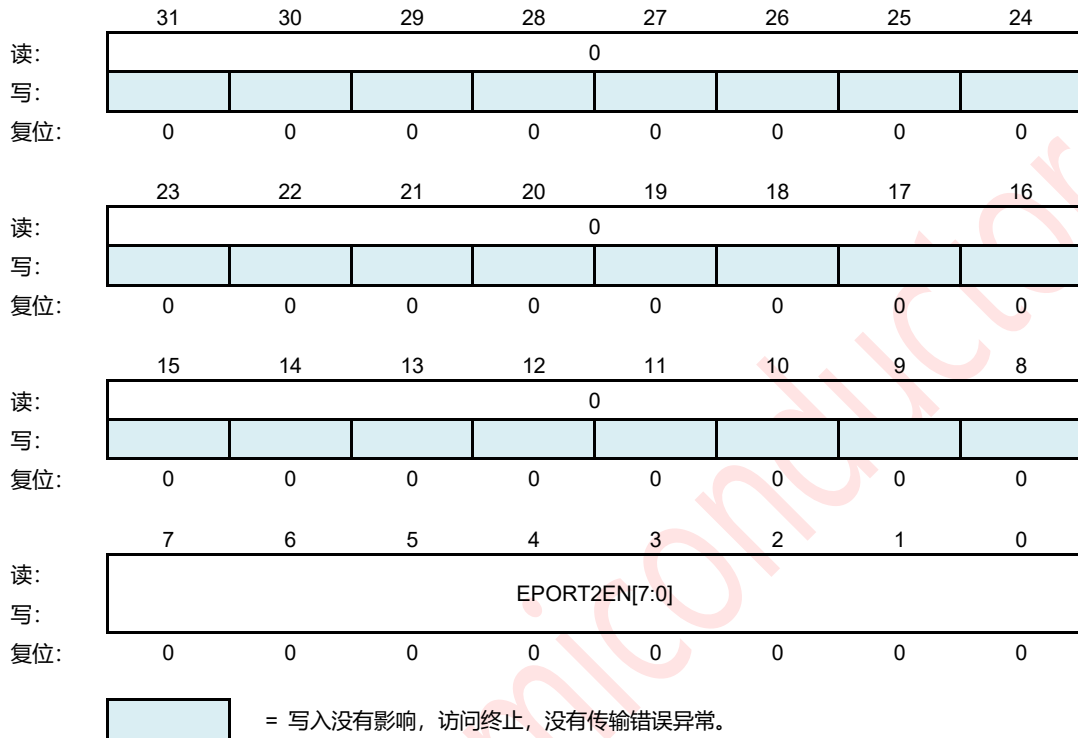 31 30 29 28 27 26 25 24
读: 0
写:
复位: 0 0 0 0 0 0 0 0
23 22 21 20 19 18 17 16
读: 0
写:
复位: 0 0 0 0 0 0 0 0
15 14 13 12 11 10 9 8
读: 0
写:
复位: 0 0 0 0 0 0 0 0
7 6 5 4 3 2 1 0
读:
EPORT2EN[7:0]
写:
复位: 0 0 0 0 0 0 0 0
= 写入没有影响，访问终止，没有传输错误异常。
miconductor